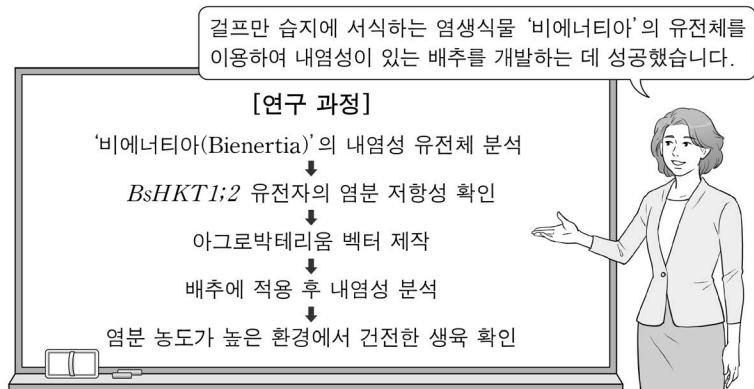 걸프만 습지에 서식하는 염생식물 ‘비에너티아’의 유전체를
이용하여 내염성이 있는 배추를 개발하는 데 성공했습니다.
[연구 과정]
‘비에너티아(Bienertia)’의 내염성 유전체 분석
BsHKT1;2 유전자의 염분 저항성 확인
아그로박테리움 벡터 제작
배추에 적용 후 내염성 분석
염분 농도가 높은 환경에서 건전한 생육 확인